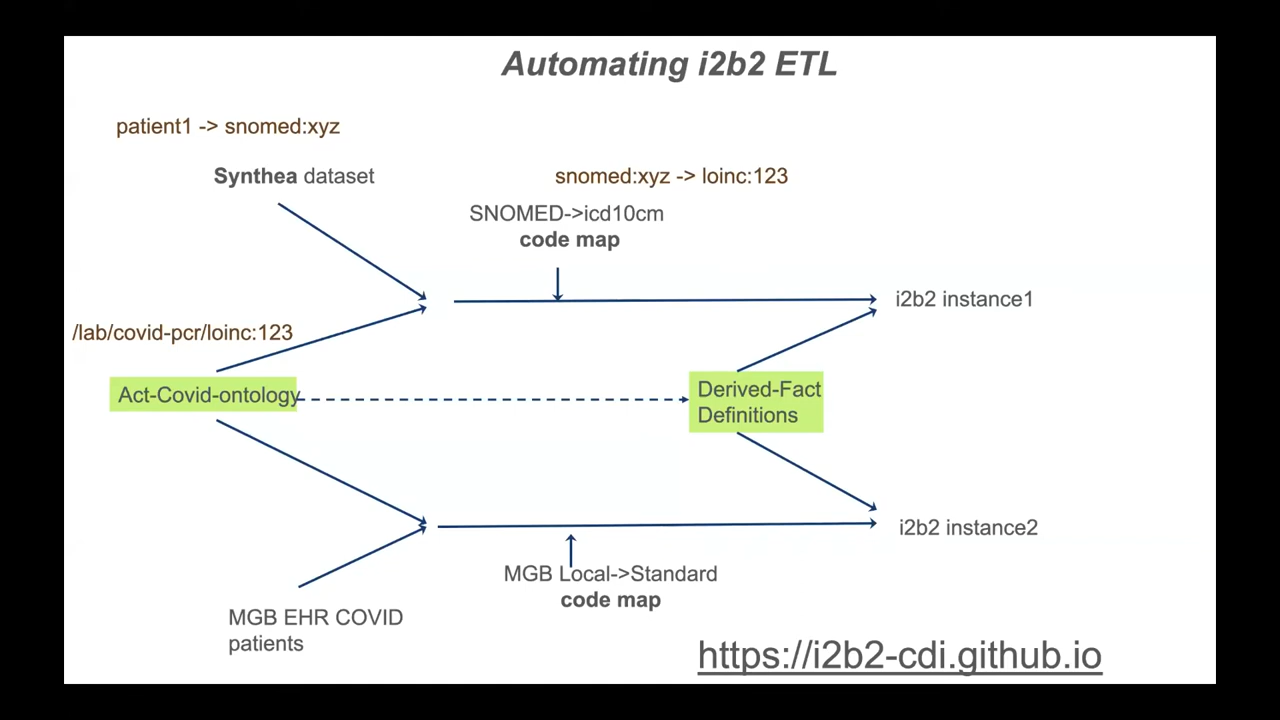 Automating i2b2 ETL
patient1 -> snomed:xyz
Synthea dataset
snomed:xyz -> loinc:123
SNOMED->icd10cm
code map
i2b2 instance1
/lab/covid-pcr/loinc:123
Act-Covid-ontology
Derived-Fact
Definitions
i2b2 instance2
MGB Local->Standard
code map
MGB EHR COVID
patients
https://i2b2-cdi.github.io